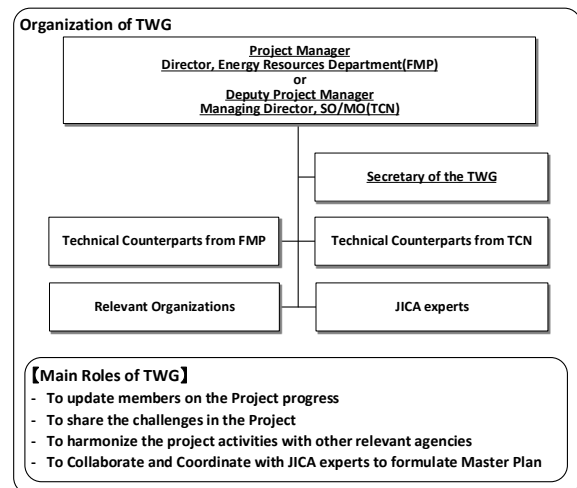 Organization of TWG
Project Manager
Director, Energy Resources Department(FMP)
or
Deputy Project Manager
Managing Director, SO/MO(TCN)
Secretary of the TWG
Technical Counterparts from FMP
Technical Counterparts from TCN
Relevant Organizations
JICA experts
【Main Roles of TWG】
- To update members on the Project progress
- To share the challenges in the Project
- To harmonize the project activities with other relevant agencies
- To Collaborate and Coordinate with JICA experts to formulate Master Plan